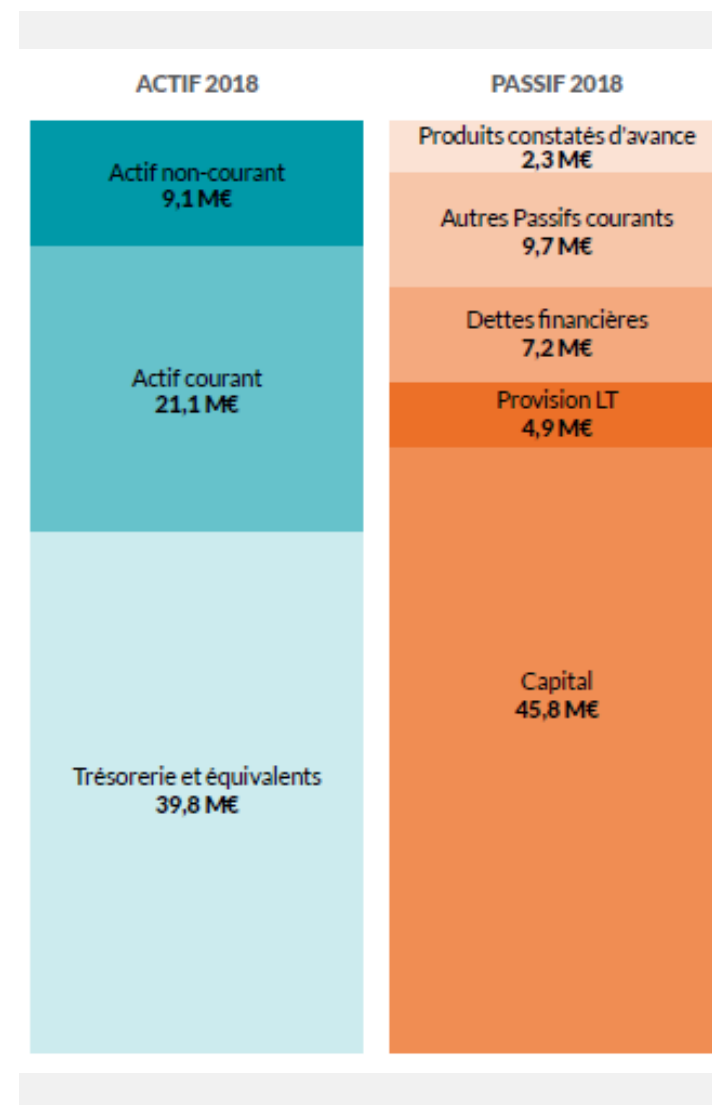 ACTIF 2018
Actif non-courant
9,1 M€
Actif courant
21,1 M€
Trésorerie et équivalents
39,8 M€
PASSIF 2018
Produits constatés d'avance
2,3 M€
Autres Passifs courants
9,7 M€
Dettes financières
7,2 M€
Provision LT
4,9 M€
Capital
45,8 M€